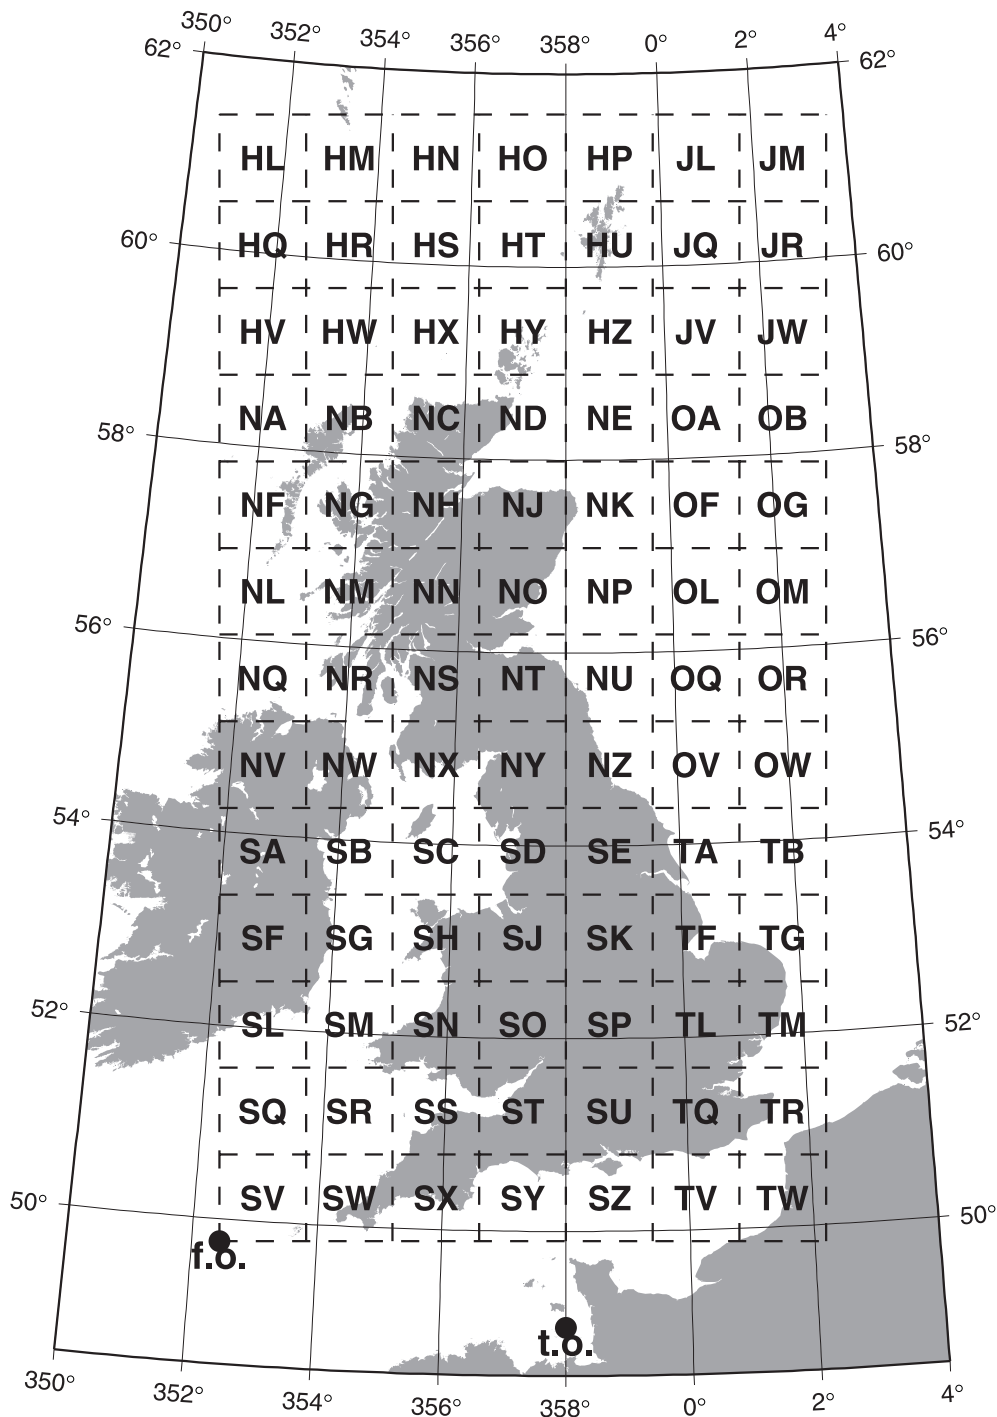 350° 352° 354° 356° 358° 0° 2° 4°
62° 62°
HL HM HN HO HP JL JM
60° HQ HR HS HT HU JQ JR 60°
HV HW HX HY HZ JV JW
58° NA NB NC ND NE OA OB 58°
NF NG NH NJ NK OF OG
NL NM NN NO NP OL OM
56° 56°
NQ NR NS NT NU OQ OR
NV NW NX NY NZ OV OW
54° 54°
SA SB SC SD SE TA TB
SF SG SH SJ SK TF TG
52° SL SM SN SO SP TL TM 52°
SQ SR SS ST SU TQ TR
50° SV SW SX SY SZ TV TW 50°
f.o.
t.o.
350° 352° 354° 356° 358° 0° 2° 4°